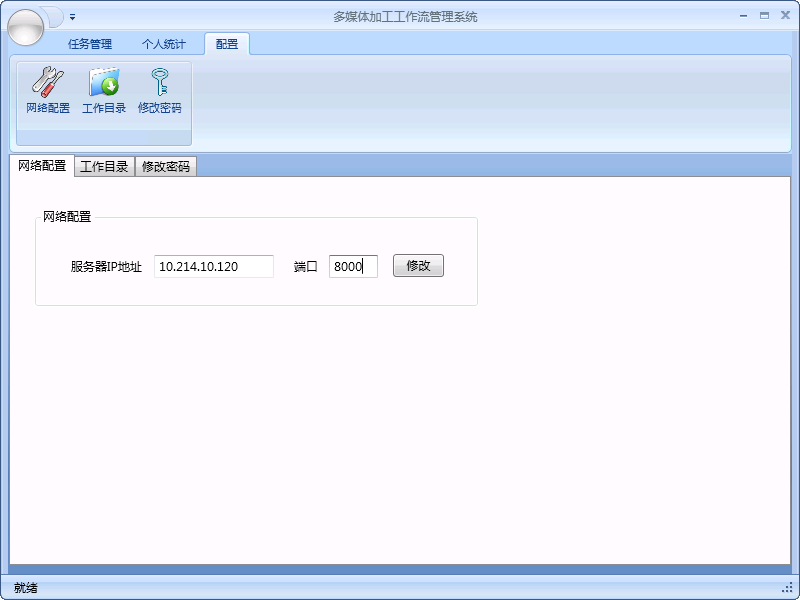 多媒体加工工作流管理系统
任务管理 个人统计 配置
网络配置 工作目录 修改密码
网络配置 工作目录 修改密码
网络配置
服务器IP地址 10.214.10.120 端口 8000 修改
就绪